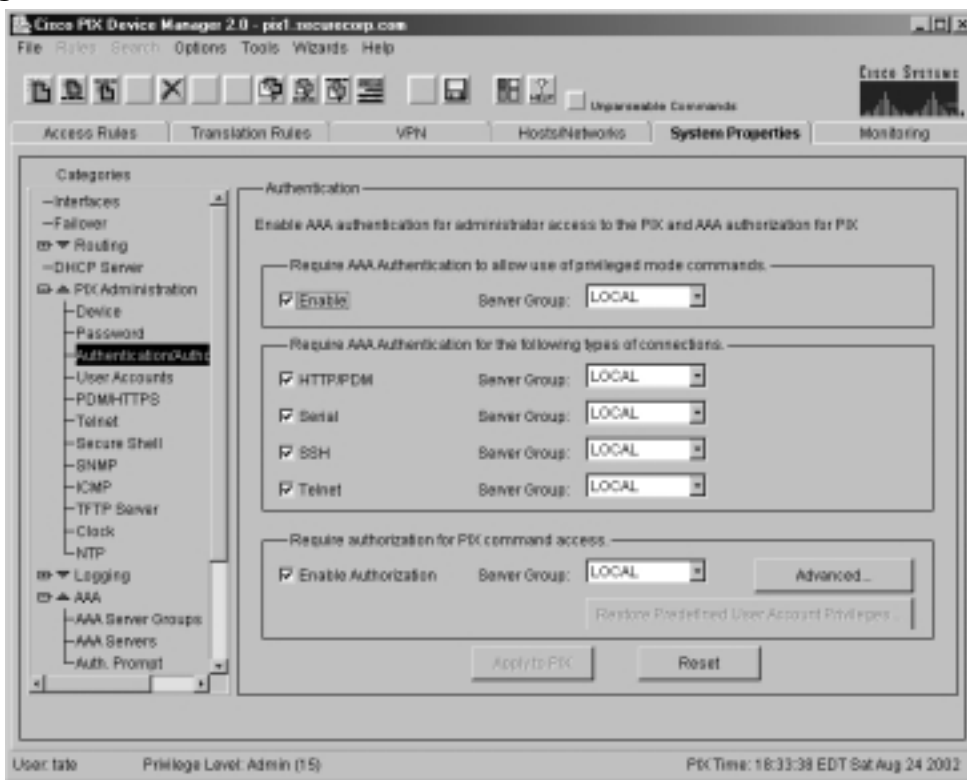 Cisco PIX Device Manager 2.0 - pix1.securecorp.com
File Rules Search Options Tools Wizards Help
Cisco Systems
HELP
Unparseable Commands
Access Rules Translation Rules VPN Hosts/Networks System Properties Monitoring
Categories
Interfaces
Failover
Routing
DHCP Server
PIX Administration
Device
Password
Authentication/Autho
User Accounts
PDM/HTTPS
Telnet
Secure Shell
SNMP
ICMP
TFTP Server
Clock
NTP
Logging
AAA
AAA Server Groups
AAA Servers
Auth. Prompt
Authentication
Enable AAA authentication for administrator access to the PIX and AAA authorization for PIX
Require AAA Authentication to allow use of privileged mode commands.
Enable Server Group: LOCAL
Require AAA Authentication for the following types of connections.
HTTP/PDM Server Group: LOCAL
Serial Server Group: LOCAL
SSH Server Group: LOCAL
Telnet Server Group: LOCAL
Require authorization for PIX command access.
Enable Authorization Server Group: LOCAL Advanced...
Restore Predefined User Account Privileges...
Apply to PIX Reset
User: tate Privilege Level: Admin (15) PIX Time: 18:33:38 EDT Sat Aug 24 2002